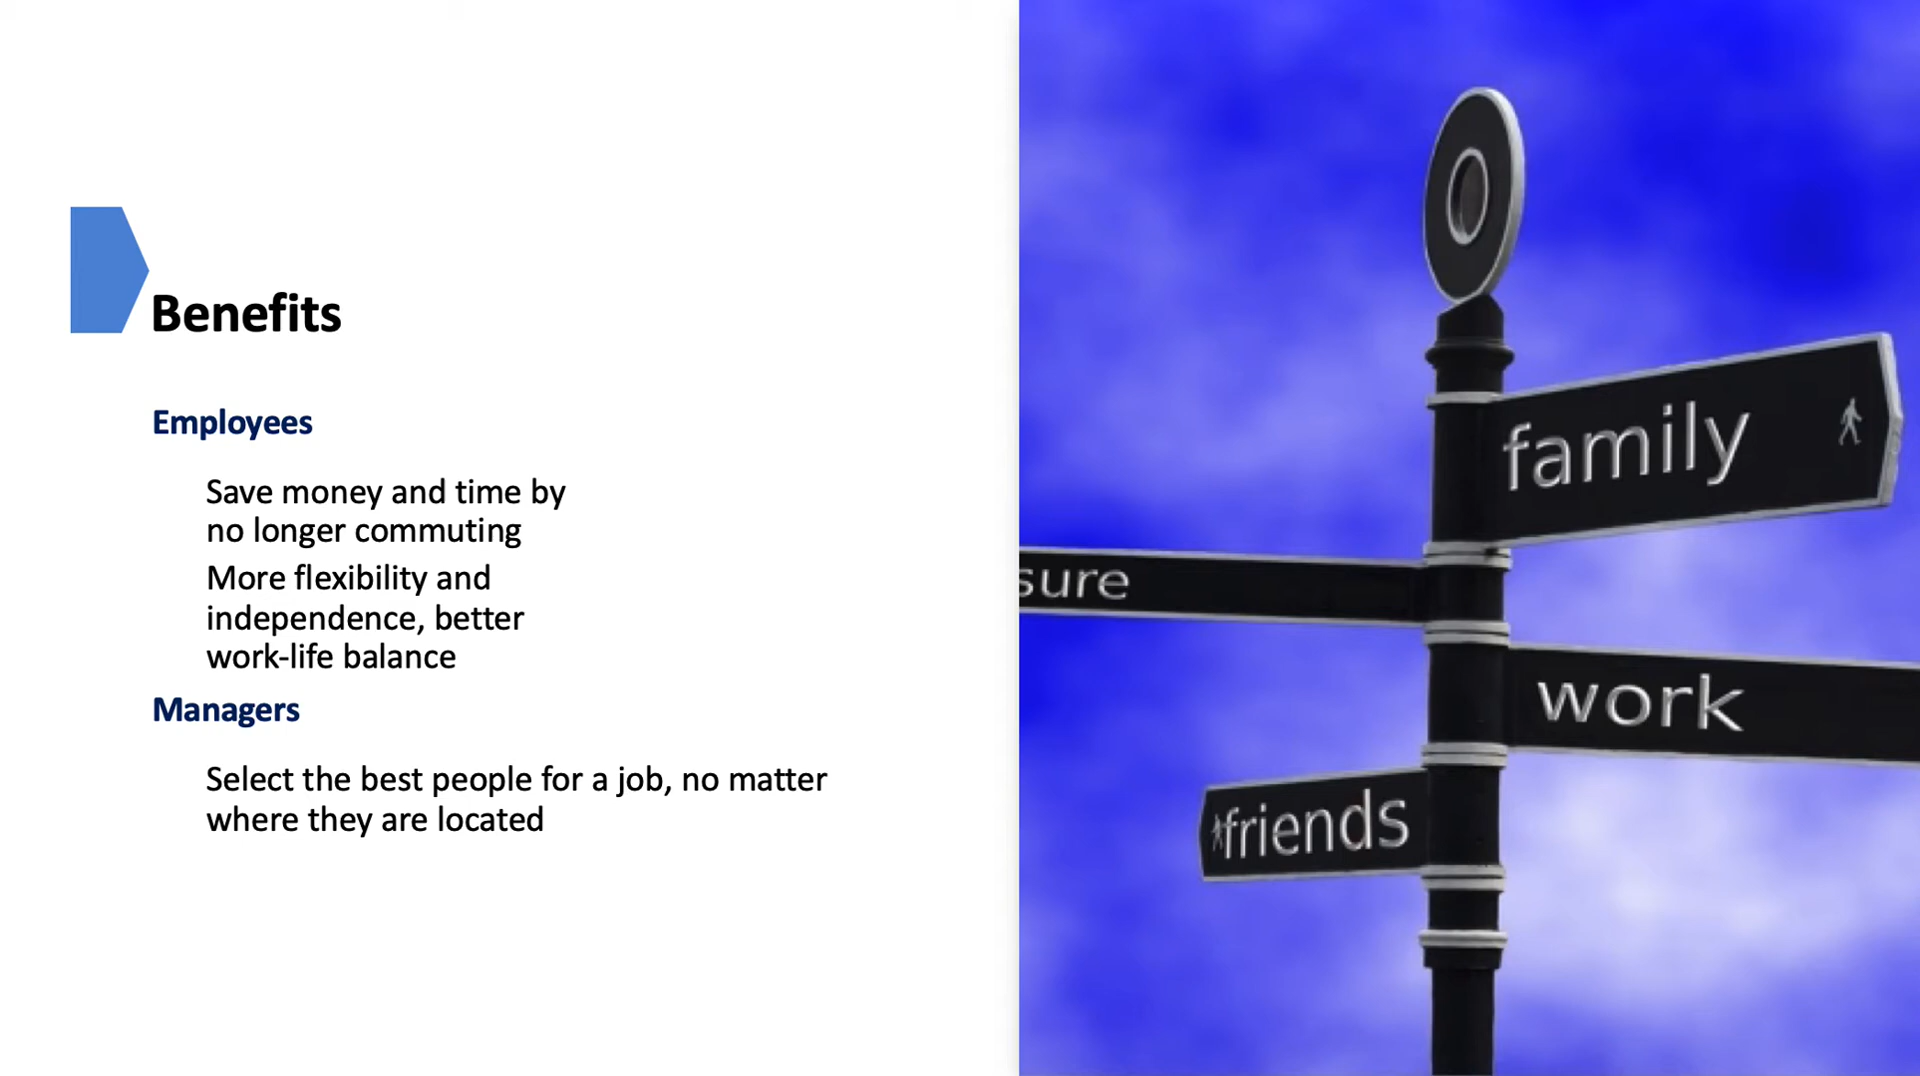 Benefits
Employees
Save money and time by
no longer commuting
More flexibility and
independence, better
work-life balance
Managers
Select the best people for a job, no matter
where they are located
family
sure
work
friends